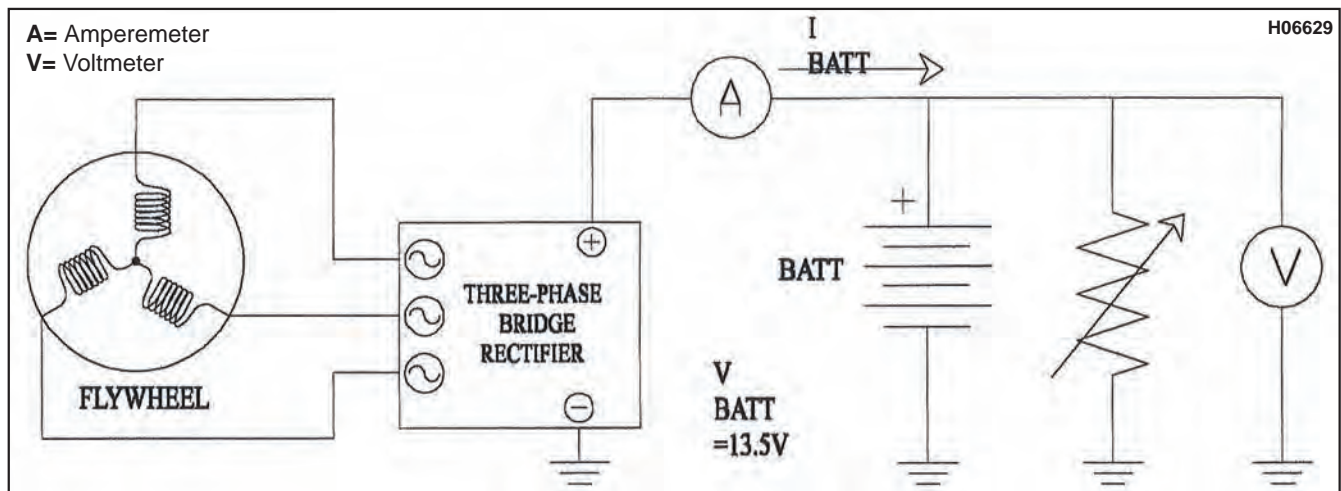 A= Amperemeter
V= Voltmeter
H06629
I
BATT
A
+
BATT
V
FLYWHEEL
+
THREE-PHASE
BRIDGE
RECTIFIER
−
V
BATT
=13.5V